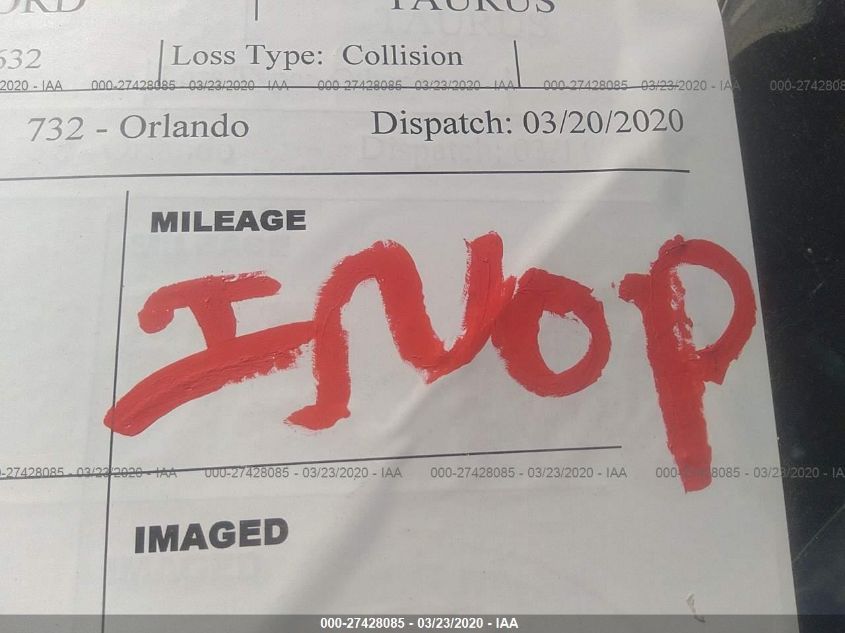 ORD TAURUS
632 Loss Type: Collision
2020 - IAA 000-27428085 03/23/2020 - IAA 000-27428085 - 03/23/2020 - IAA 000-27428085 - 03/23/2020 - IAA 000-274280
732 - Orlando Dispatch: 03/20/2020
MILEAGE
INOP
-27428085 - 03/23/2020 - IAA 000-27428085 - 03/23/2020 - IAA 000-27428085 - 03/23/2020 - IAA 000-27428085 - 03/23/2020 - IA
IMAGED
000-27428085 - 03/23/2020 - IAA